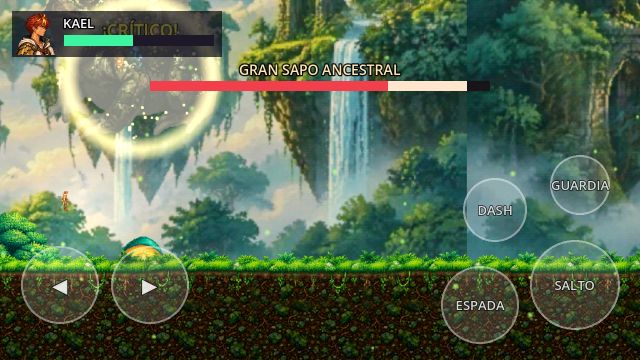 KAEL
¡CRÍTICO!
GRAN SAPO ANCESTRAL
GUARDIA
DASH
◀
▶
ESPADA
SALTO